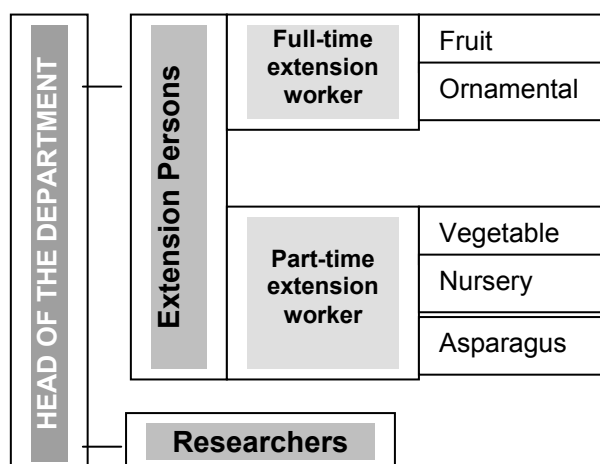 HEAD OF THE DEPARTMENT
Extension Persons
Full-time
extension
worker
Fruit
Ornamental
Part-time
extension
worker
Vegetable
Nursery
Asparagus
Researchers